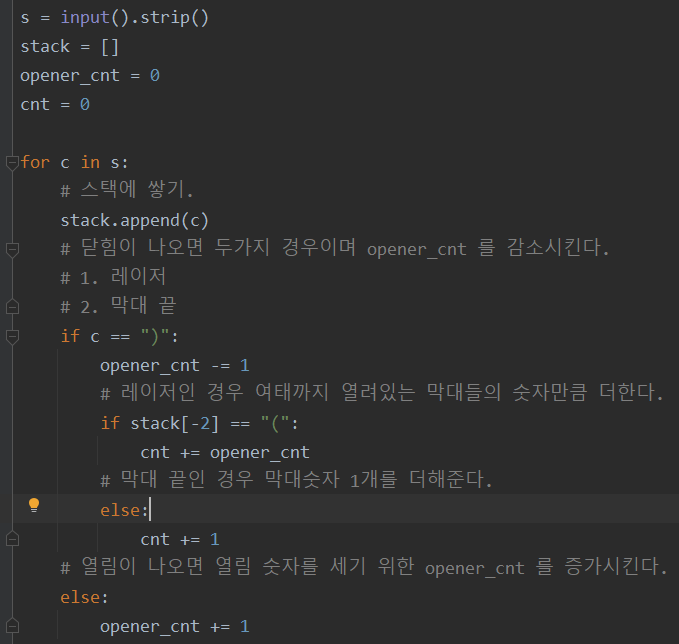 s = input().strip()
stack = []
opener_cnt = 0
cnt = 0
for c in s:
# 스택에 쌓기.
stack.append(c)
# 닫힘이 나오면 두가지 경우이며 opener_cnt 를 감소시킨다.
# 1. 레이저
# 2. 막대 끝
if c == ")":
opener_cnt -= 1
# 레이저인 경우 여태까지 열려있는 막대들의 숫자만큼 더한다.
if stack[-2] == "(":
cnt += opener_cnt
# 막대 끝인 경우 막대숫자 1개를 더해준다.
else:
cnt += 1
# 열림이 나오면 열림 숫자를 세기 위한 opener_cnt 를 증가시킨다.
else:
opener_cnt += 1